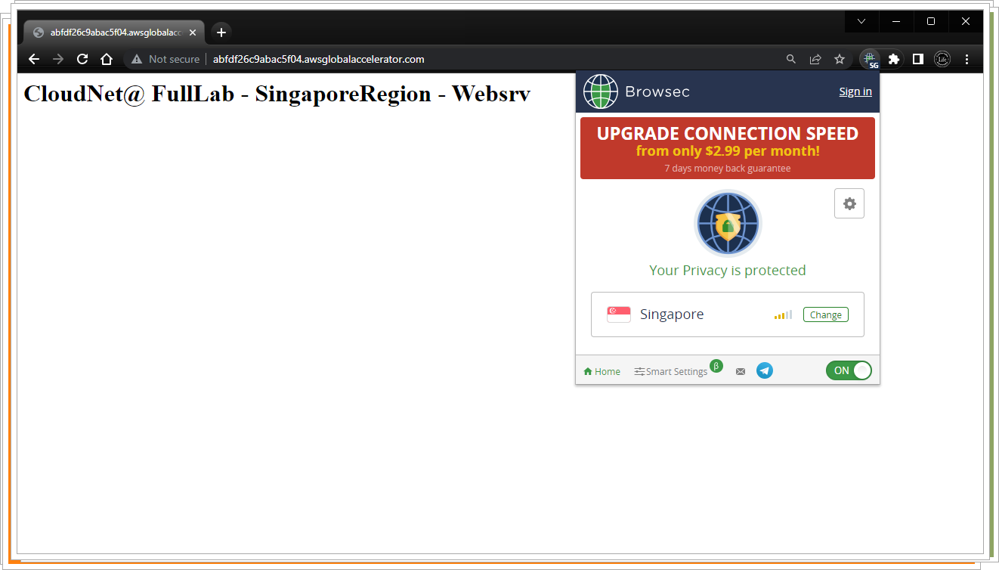 abfdf26c9abac5f04.awsglobalacc
Not secure
abfdf26c9abac5f04.awsglobalaccelerator.com
SG
CloudNet@ FullLab - SingaporeRegion - Websrv
Browsec
Sign in
UPGRADE CONNECTION SPEED
from only $2.99 per month!
7 days money back guarantee
Your Privacy is protected
Singapore
Change
Home
Smart Settings
β
ON